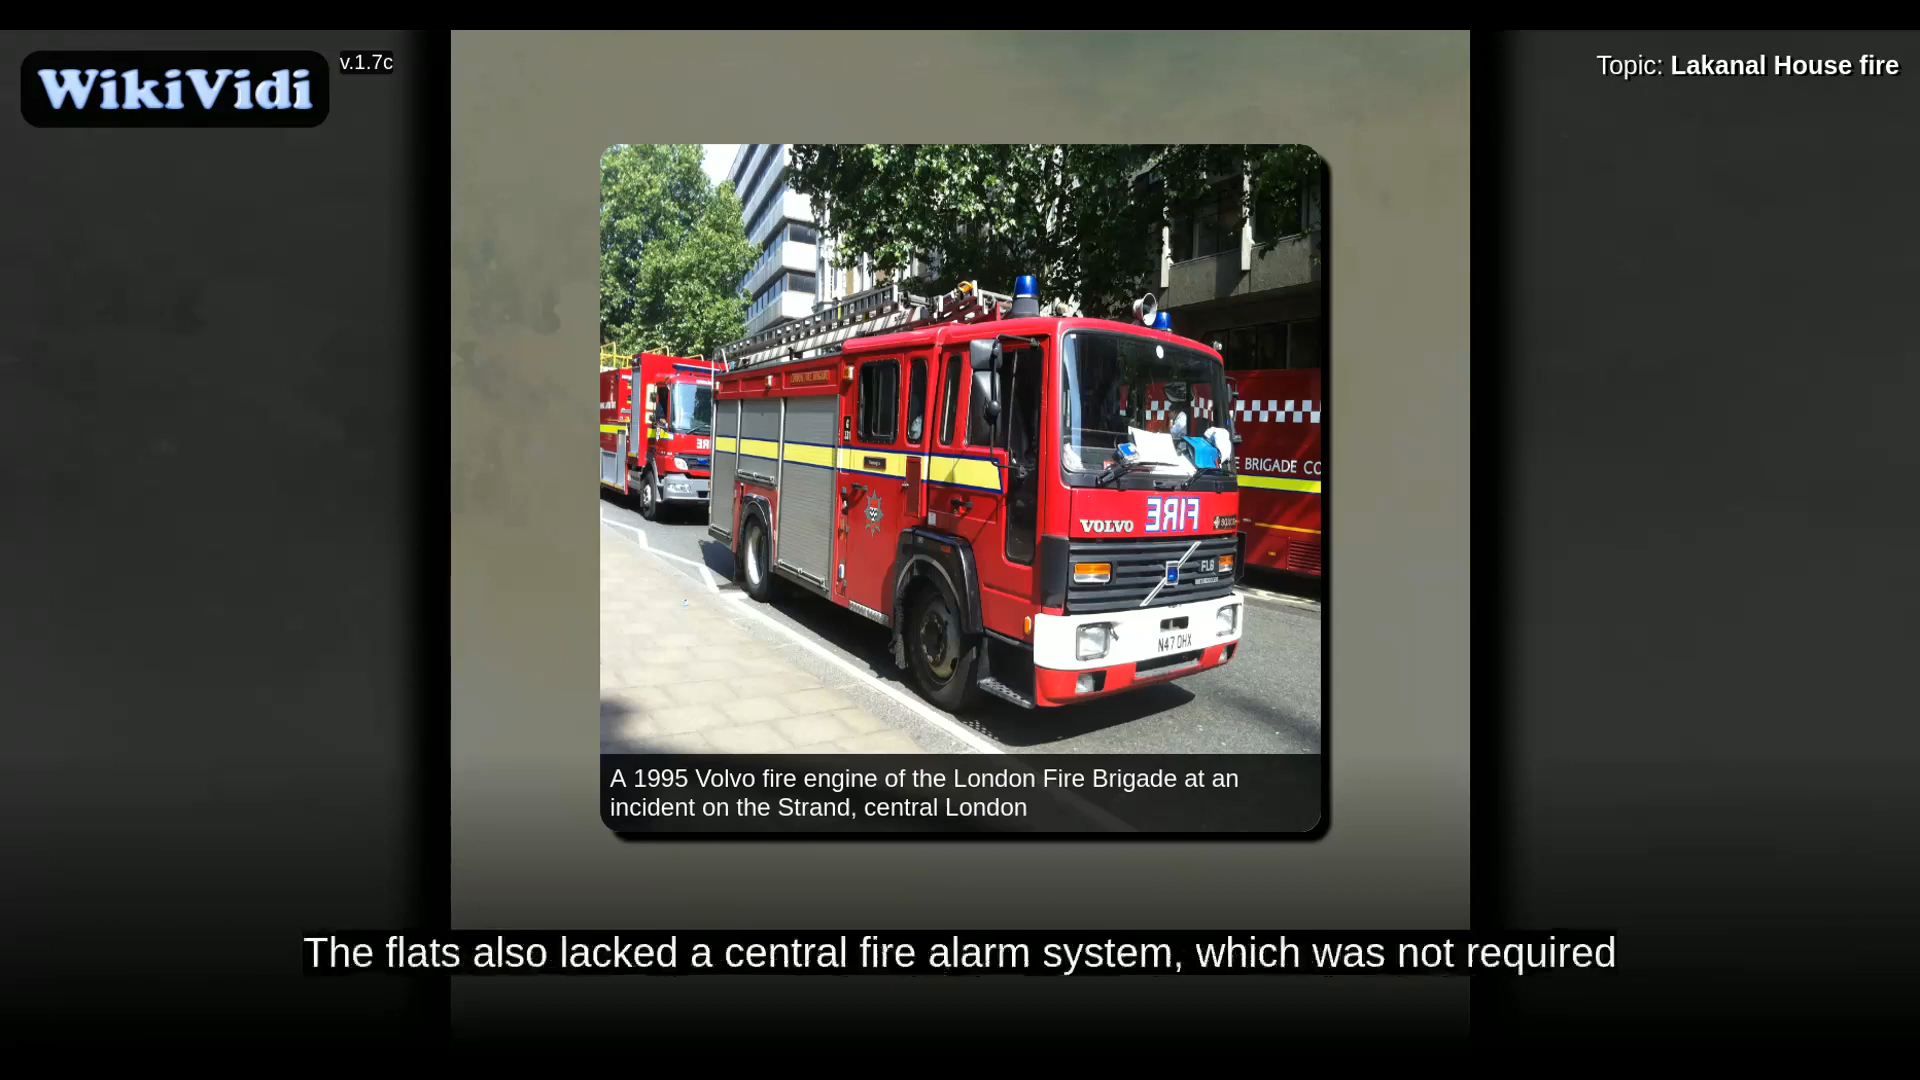 WikiVidi
v.1.7c
Topic: Lakanal House fire
BRIGADE CO
VOLVO
FIRE
FL6
N47 OHX
A 1995 Volvo fire engine of the London Fire Brigade at an
incident on the Strand, central London
The flats also lacked a central fire alarm system, which was not required